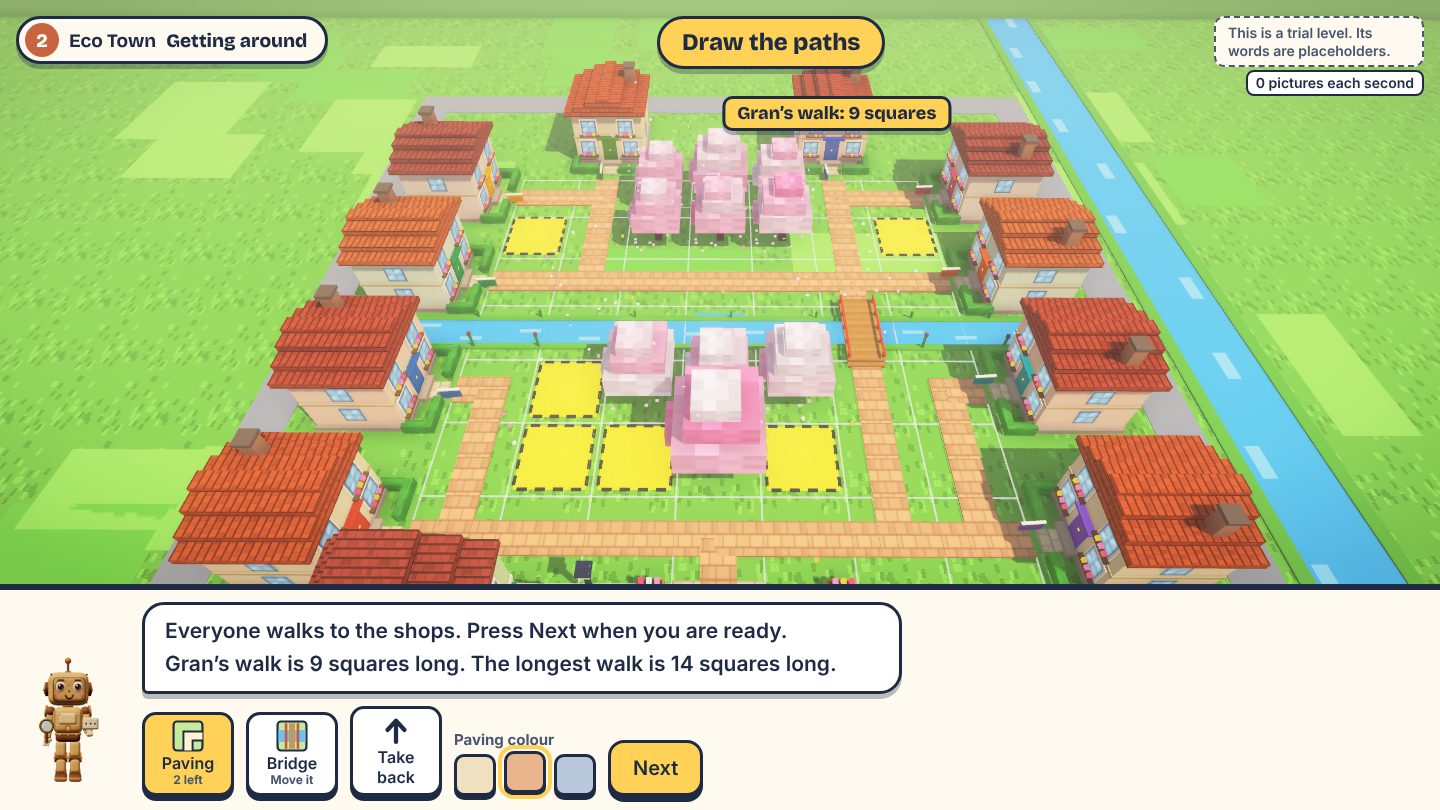 2 Eco Town Getting around
Draw the paths
This is a trial level. Its
words are placeholders.
0 pictures each second
Gran's walk: 9 squares
Everyone walks to the shops. Press Next when you are ready.
Gran's walk is 9 squares long. The longest walk is 14 squares long.
Paving
2 left
Bridge
Move it
Take
back
Paving colour
Next